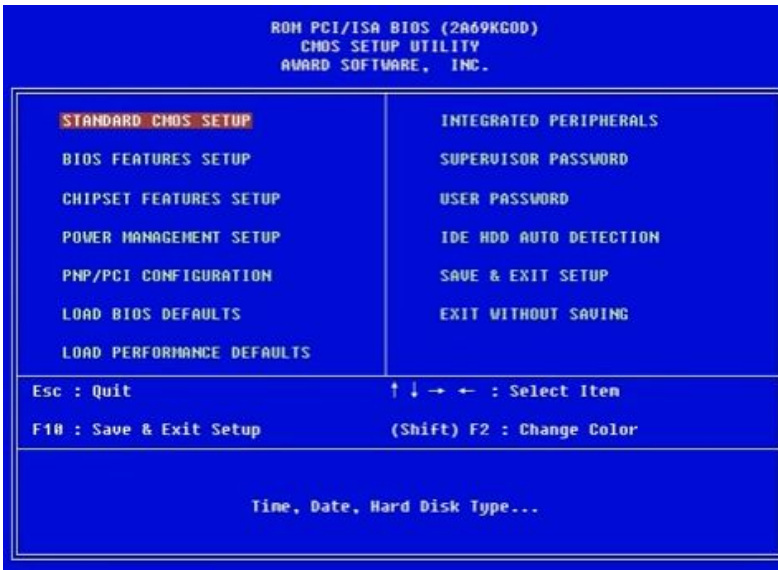 ROM PCI/ISA BIOS (2A69KG0D)
CMOS SETUP UTILITY
AWARD SOFTWARE, INC.
STANDARD CMOS SETUP
BIOS FEATURES SETUP
CHIPSET FEATURES SETUP
POWER MANAGEMENT SETUP
PNP/PCI CONFIGURATION
LOAD BIOS DEFAULTS
LOAD PERFORMANCE DEFAULTS
INTEGRATED PERIPHERALS
SUPERVISOR PASSWORD
USER PASSWORD
IDE HDD AUTO DETECTION
SAVE & EXIT SETUP
EXIT WITHOUT SAVING
Esc : Quit
↑ ↓ → ← : Select Item
F10 : Save & Exit Setup
(Shift) F2 : Change Color
Time, Date, Hard Disk Type...